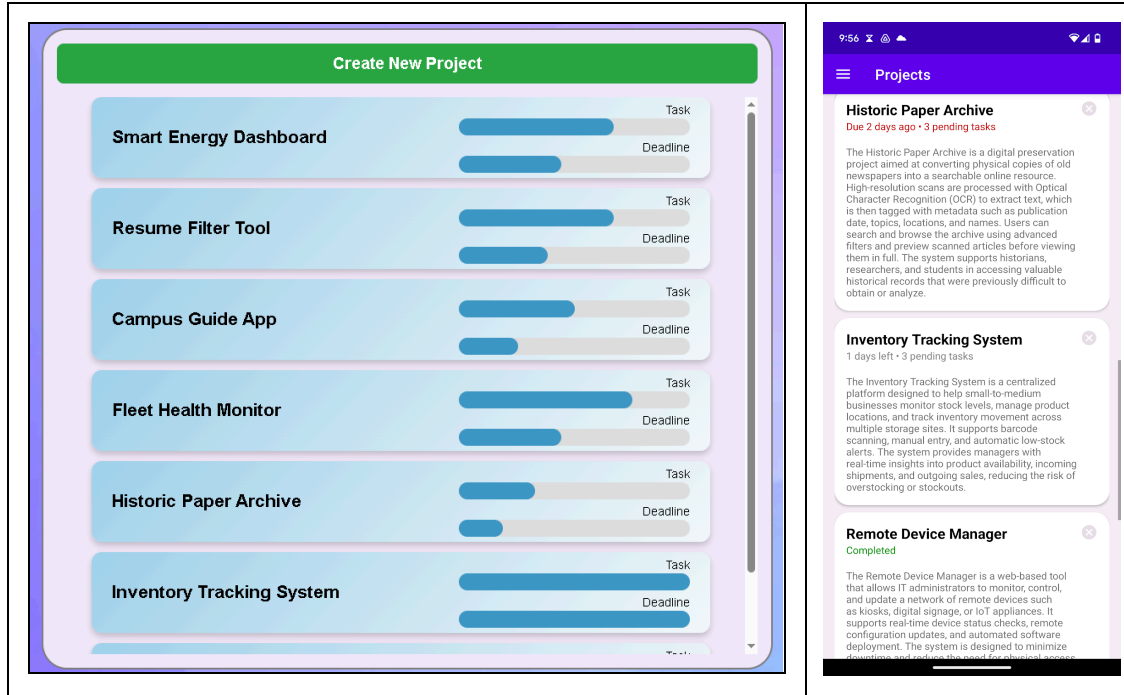 Create New Project
Task
Smart Energy Dashboard
Deadline
Task
Resume Filter Tool
Deadline
Task
Campus Guide App
Deadline
Task
Fleet Health Monitor
Deadline
Task
Historic Paper Archive
Deadline
Task
Inventory Tracking System
Deadline
Task
9:56
Projects
Historic Paper Archive
Due 2 days ago • 3 pending tasks
The Historic Paper Archive is a digital preservation
project aimed at converting physical copies of old
newspapers into a searchable online resource.
High-resolution scans are processed with Optical
Character Recognition (OCR) to extract text, which
is then tagged with metadata such as publication
date, topics, locations, and names. Users can
search and browse the archive using advanced
filters and preview scanned articles before viewing
them in full. The system supports historians,
researchers, and students in accessing valuable
historical records that were previously difficult to
obtain or analyze.
Inventory Tracking System
1 days left • 3 pending tasks
The Inventory Tracking System is a centralized
platform designed to help small-to-medium
businesses monitor stock levels, manage product
locations, and track inventory movement across
multiple storage sites. It supports barcode
scanning, manual entry, and automatic low-stock
alerts. The system provides managers with
real-time insights into product availability, incoming
shipments, and outgoing sales, reducing the risk of
overstocking or stockouts.
Remote Device Manager
Completed
The Remote Device Manager is a web-based tool
that allows IT administrators to monitor, control,
and update a network of remote devices such
as kiosks, digital signage, or IoT appliances. It
supports real-time device status checks, remote
configuration updates, and automated software
deployment. The system is designed to minimize
downtime and reduce the need for physical access